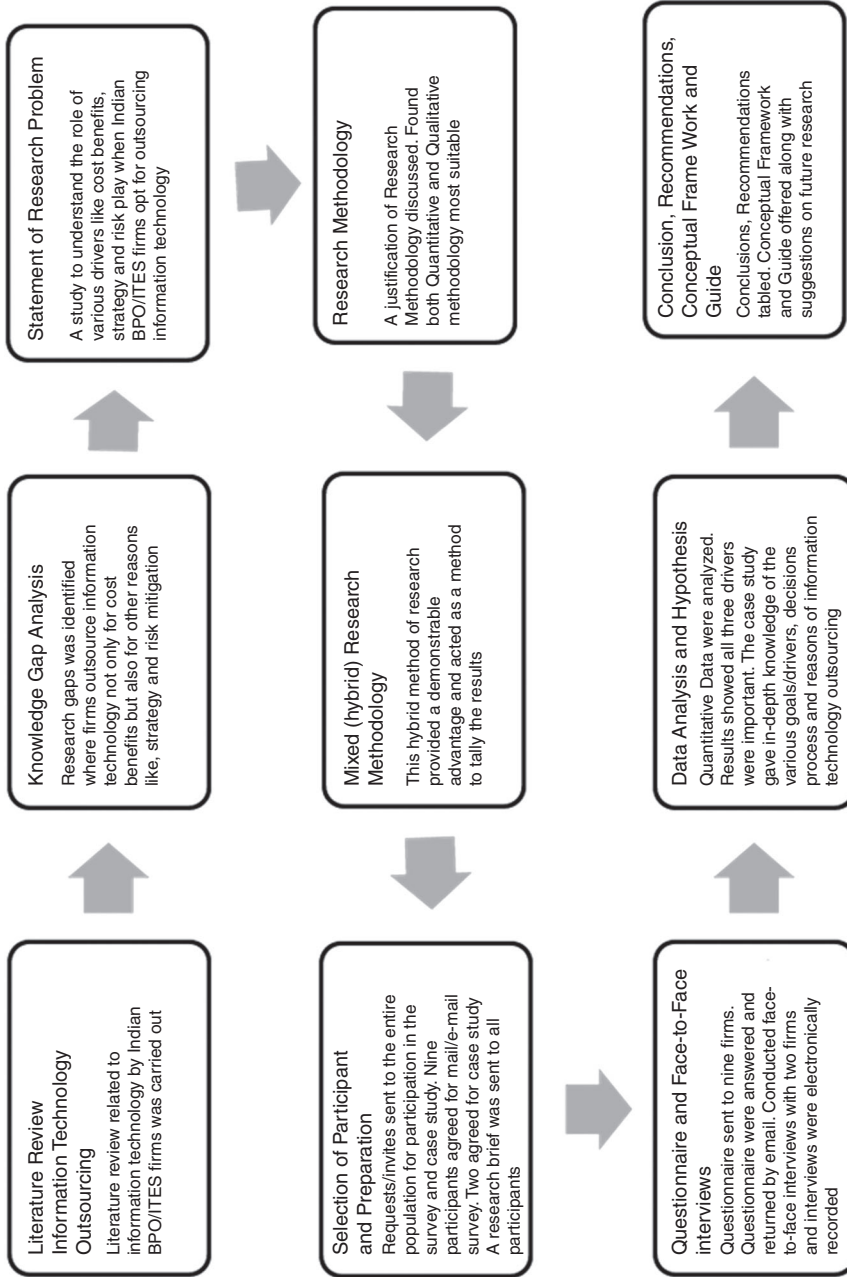 Literature Review
Information Technology
Outsourcing
Literature review related to
information technology by Indian
BPO/ITES firms was carried out
Knowledge Gap Analysis
Research gaps was identified
where firms outsource information
technology not only for cost
benefits but also for other reasons
like, strategy and risk mitigation
Statement of Research Problem
A study to understand the role of
various drivers like cost benefits,
strategy and risk play when Indian
BPO/ITES firms opt for outsourcing
information technology
Research Methodology
A justification of Research
Methodology discussed. Found
both Quantitative and Qualitative
methodology most suitable
Mixed (hybrid) Research
Methodology
This hybrid method of research
provided a demonstrable
advantage and acted as a method
to tally the results
Selection of Participant
and Preparation
Requests/invites sent to the entire
population for participation in the
survey and case study. Nine
participants agreed for mail/e-mail
survey. Two agreed for case study
A research brief was sent to all
participants
Questionnaire and Face-to-Face
interviews
Questionnaire sent to nine firms.
Questionnaire were answered and
returned by email. Conducted face-
to-face interviews with two firms
and interviews were electronically
recorded
Data Analysis and Hypothesis
Quantitative Data were analyzed.
Results showed all three drivers
were important. The case study
gave in-depth knowledge of the
various goals/drivers, decisions
process and reasons of information
technology outsourcing
Conclusion, Recommendations,
Conceptual Frame Work and
Guide
Conclusions, Recommendations
tabled. Conceptual Framework
and Guide offered along with
suggestions on future research